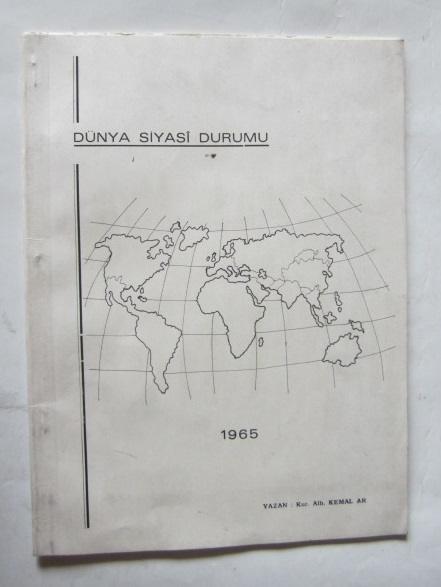 DÜNYA SİYASÎ DURUMU
1965
YAZAN : Kur. Alb. KEMAL AR